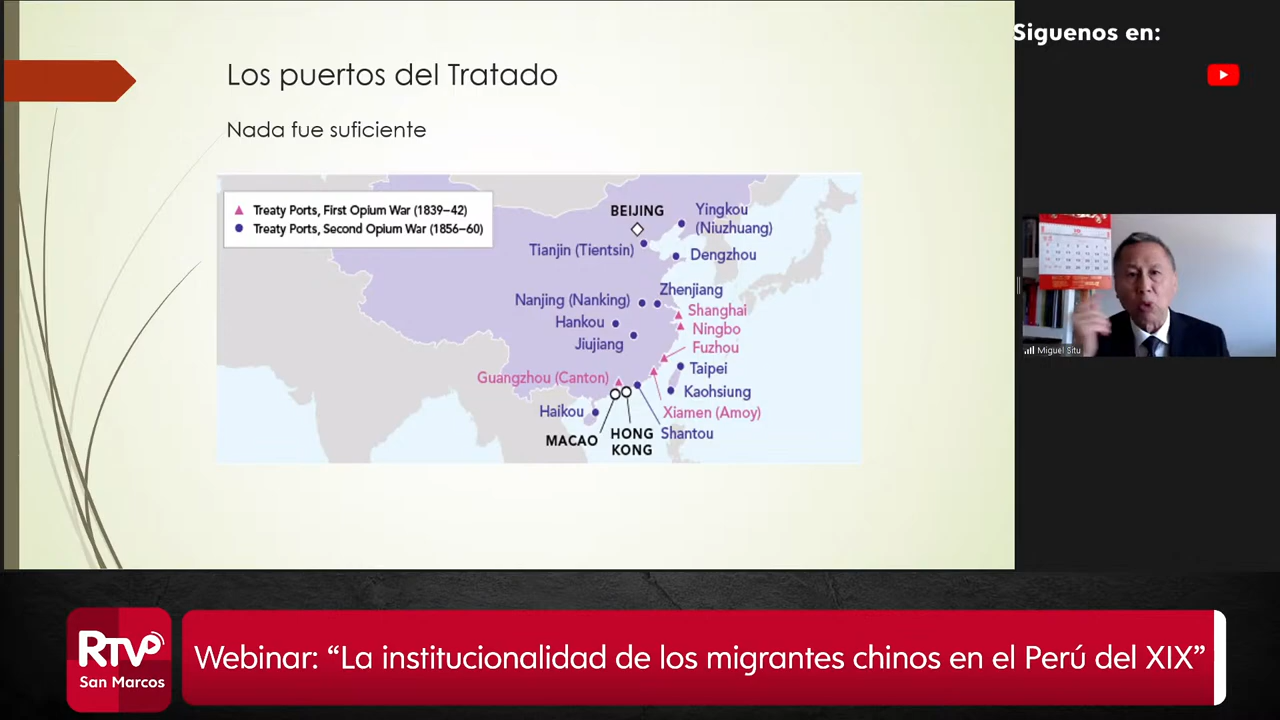 Los puertos del Tratado
Nada fue suficiente
Treaty Ports, First Opium War (1839–42)
Treaty Ports, Second Opium War (1856–60)
BEIJING
Yingkou
(Niuzhuang)
Tianjin (Tientsin)
Dengzhou
Nanjing (Nanking)
Zhenjiang
Shanghai
Hankou
Ningbo
Jiujiang
Fuzhou
Taipei
Guangzhou (Canton)
Kaohsiung
Haikou
Xiamen (Amoy)
MACAO
HONG
KONG
Shantou
Siguenos en:
Miguel Situ
RTV
San Marcos
Webinar: “La institucionalidad de los migrantes chinos en el Perú del XIX”